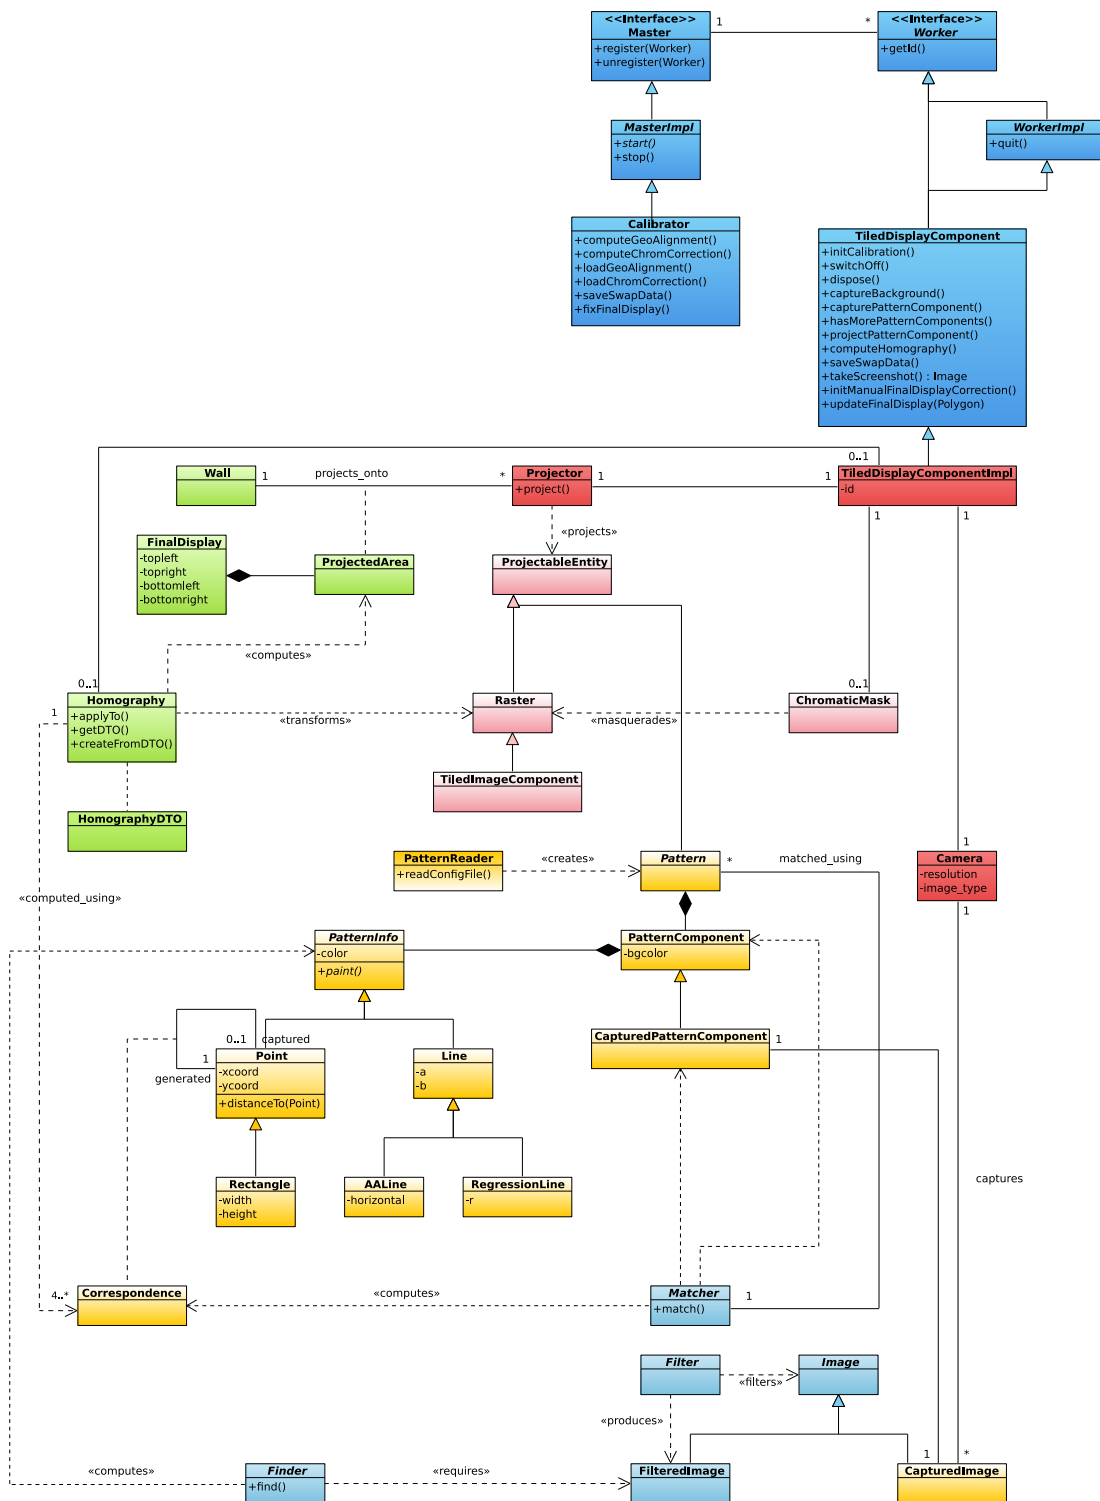 <<Interface>>
Master
+register(Worker)
+unregister(Worker)
1
*
<<Interface>>
Worker
+getId()
MasterImpl
+start()
+stop()
WorkerImpl
+quit()
Calibrator
+computeGeoAlignment()
+computeChromCorrection()
+loadGeoAlignment()
+loadChromCorrection()
+saveSwapData()
+fixFinalDisplay()
TiledDisplayComponent
+initCalibration()
+switchOff()
+dispose()
+captureBackground()
+capturePatternComponent()
+hasMorePatternComponents()
+projectPatternComponent()
+computeHomography()
+saveSwapData()
+takeScreenshot() : Image
+initManualFinalDisplayCorrection()
+updateFinalDisplay(Polygon)
0..1
Wall
1
projects_onto
*
Projector
+project()
1
1
TiledDisplayComponentImpl
-id
1
1
«projects»
FinalDisplay
-topleft
-topright
-bottomleft
-bottomright
ProjectedArea
ProjectableEntity
«computes»
0..1
1
Homography
+applyTo()
+getDTO()
+createFromDTO()
«transforms»
Raster
«masquerades»
0..1
ChromaticMask
TiledImageComponent
HomographyDTO
PatternReader
+readConfigFile()
«creates»
Pattern
*
matched_using
1
Camera
-resolution
-image_type
1
«computed_using»
PatternInfo
-color
+paint()
PatternComponent
-bgcolor
0..1
captured
1
generated
Point
-xcoord
-ycoord
+distanceTo(Point)
Line
-a
-b
CapturedPatternComponent
1
Rectangle
-width
-height
AALine
-horizontal
RegressionLine
-r
captures
4..*
Correspondence
«computes»
Matcher
+match()
1
Filter
«filters»
Image
«produces»
1
*
«computes»
Finder
+find()
«requires»
FilteredImage
CapturedImage